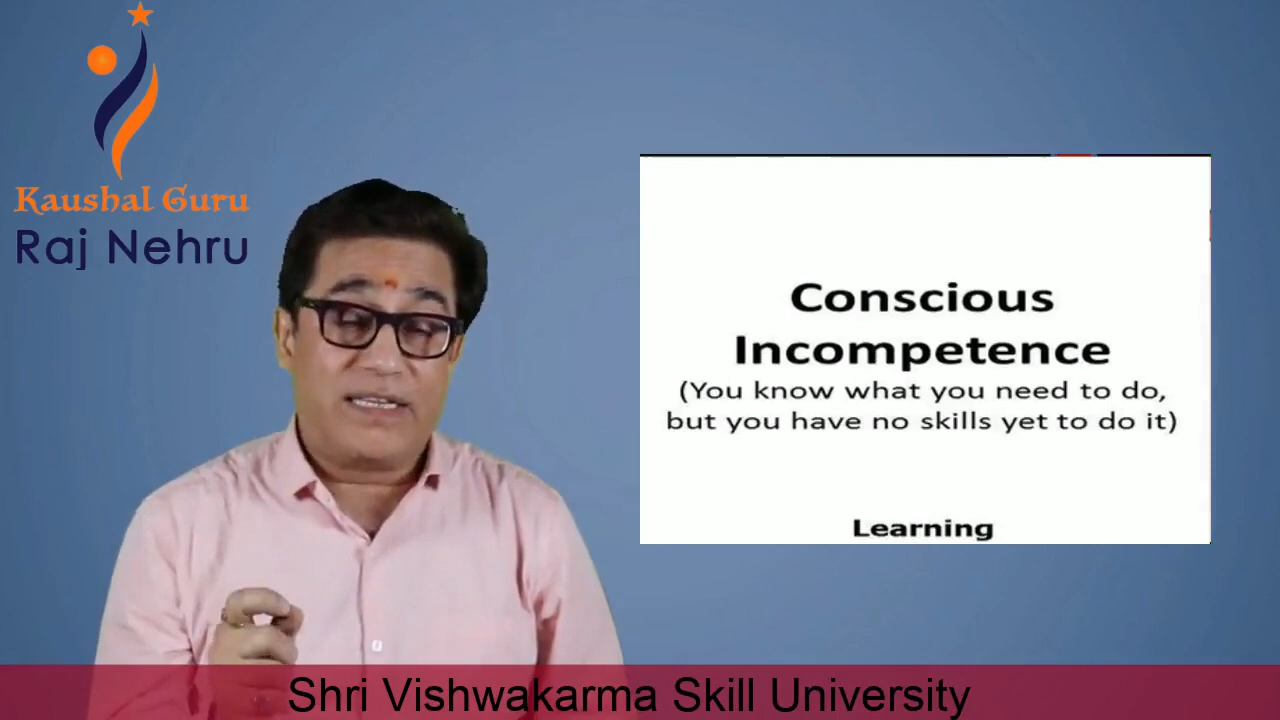 Kaushal Guru
Raj Nehru
Conscious
Incompetence
(You know what you need to do,
but you have no skills yet to do it)
Learning
Shri Vishwakarma Skill University